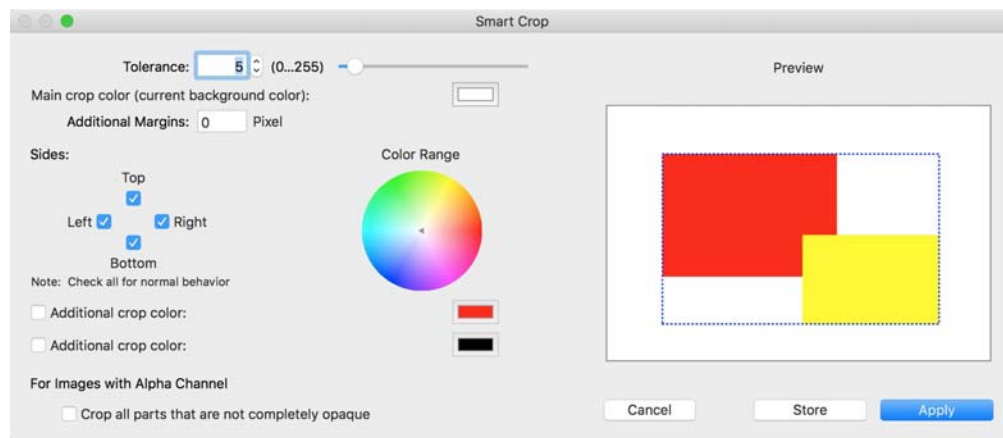 Smart Crop
Tolerance: 5 (0...255)
Preview
Main crop color (current background color):
Additional Margins: 0 Pixel
Sides:
Color Range
Top
Left Right
Bottom
Note: Check all for normal behavior
Additional crop color:
Additional crop color:
For Images with Alpha Channel
Crop all parts that are not completely opaque
Cancel Store Apply